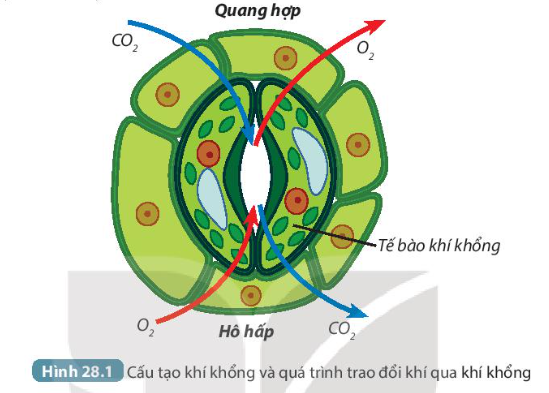 Quang hợp
CO₂
O₂
Tế bào khí khổng
O₂
Hô hấp
CO₂
Hình 28.1 Cấu tạo khí khổng và quá trình trao đổi khí qua khí khổng